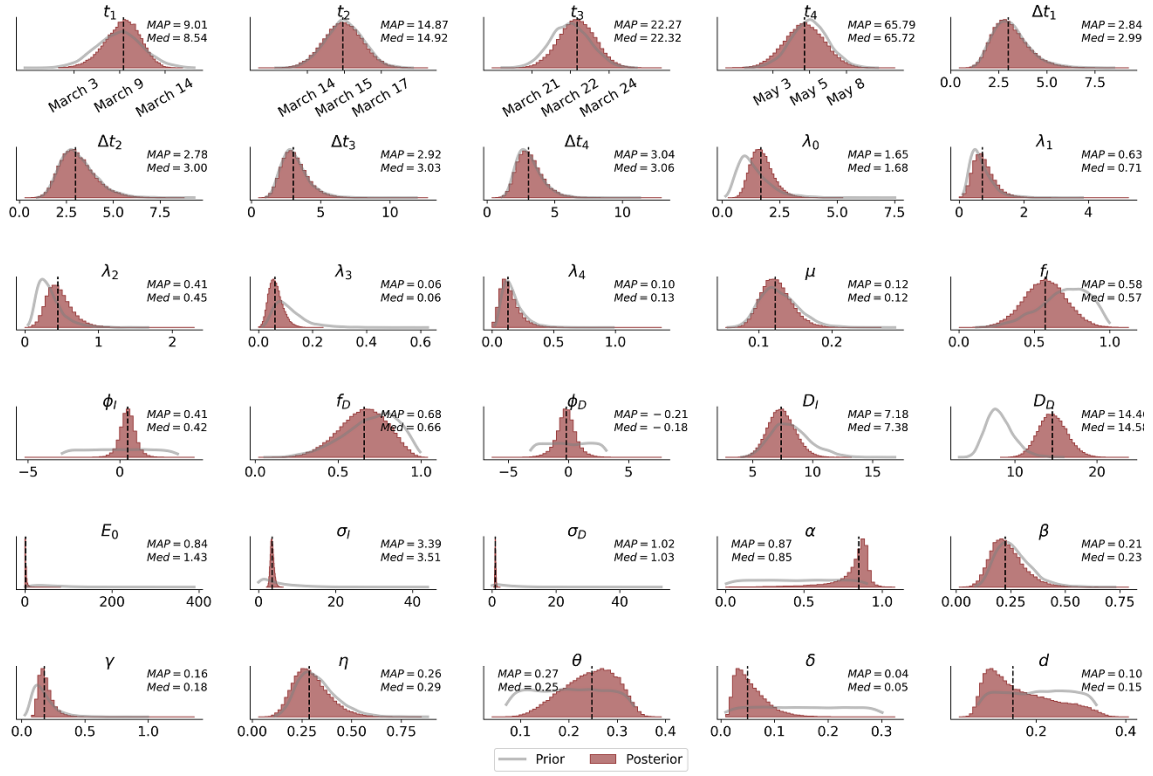 t1
MAP = 9.01
Med = 8.54
March 3 March 9 March 14
t2
MAP = 14.87
Med = 14.92
March 14 March 15 March 17
t3
MAP = 22.27
Med = 22.32
March 21 March 22 March 24
t4
MAP = 65.79
Med = 65.72
May 3 May 5 May 8
Δt1
MAP = 2.84
Med = 2.99
0.0 2.5 5.0 7.5
Δt2
MAP = 2.78
Med = 3.00
0.0 2.5 5.0 7.5
Δt3
MAP = 2.92
Med = 3.03
0 5 10
Δt4
MAP = 3.04
Med = 3.06
0 5 10
λ0
MAP = 1.65
Med = 1.68
0.0 2.5 5.0 7.5
λ1
MAP = 0.63
Med = 0.71
0 2 4
λ2
MAP = 0.41
Med = 0.45
0 1 2
λ3
MAP = 0.06
Med = 0.06
0.0 0.2 0.4 0.6
λ4
MAP = 0.10
Med = 0.13
0.0 0.5 1.0
μ
MAP = 0.12
Med = 0.12
0.1 0.2
fI
MAP = 0.58
Med = 0.57
0.0 0.5 1.0
ϕI
MAP = 0.41
Med = 0.42
−5 0
fD
MAP = 0.68
Med = 0.66
0.0 0.5 1.0
ϕD
MAP = − 0.21
Med = − 0.18
−5 0 5
DI
MAP = 7.18
Med = 7.38
5 10 15
DD
MAP = 14.46
Med = 14.58
10 20
E0
MAP = 0.84
Med = 1.43
0 200 400
σI
MAP = 3.39
Med = 3.51
0 20 40
σD
MAP = 1.02
Med = 1.03
0 20 40
α
MAP = 0.87
Med = 0.85
0.0 0.5 1.0
β
MAP = 0.21
Med = 0.23
0.00 0.25 0.50 0.75
γ
MAP = 0.16
Med = 0.18
0.0 0.5 1.0
η
MAP = 0.26
Med = 0.29
0.00 0.25 0.50 0.75
θ
MAP = 0.27
Med = 0.25
0.1 0.2 0.3 0.4
δ
MAP = 0.04
Med = 0.05
0.0 0.1 0.2 0.3
d
MAP = 0.10
Med = 0.15
0.2 0.4
Prior Posterior